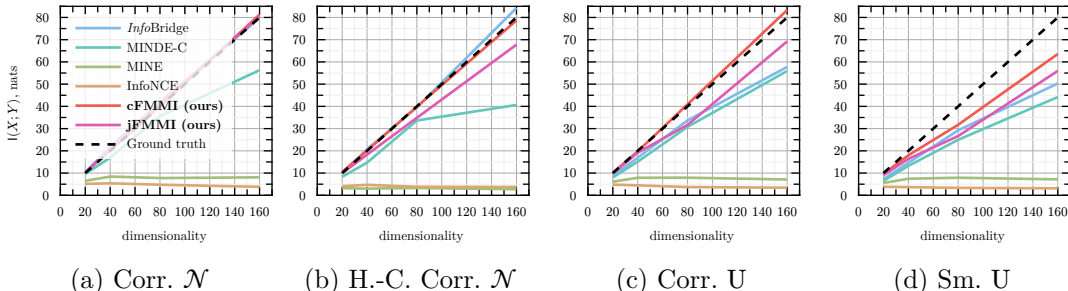 80
70
60
50
40
30
20
10
0
I(X; Y), nats
InfoBridge
MINDE-C
MINE
InfoNCE
cFMMI (ours)
jFMMI (ours)
Ground truth
0 20 40 60 80 100 120 140 160
dimensionality
(a) Corr. 𝒩
80
70
60
50
40
30
20
10
0
0 20 40 60 80 100 120 140 160
dimensionality
(b) H.-C. Corr. 𝒩
80
70
60
50
40
30
20
10
0
0 20 40 60 80 100 120 140 160
dimensionality
(c) Corr. U
80
70
60
50
40
30
20
10
0
0 20 40 60 80 100 120 140 160
dimensionality
(d) Sm. U